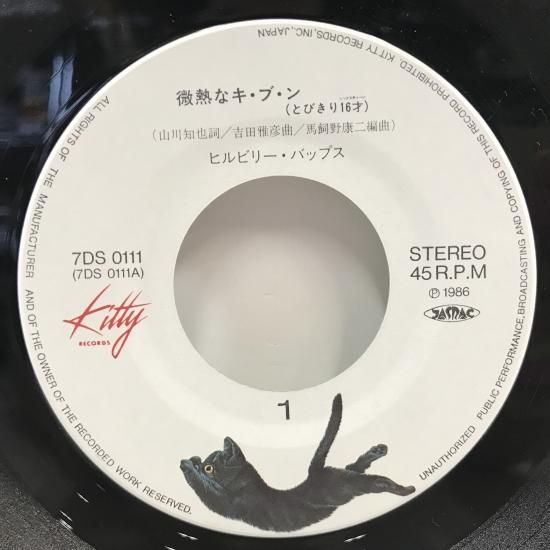 微熱なキ・ブ・ン
(とびきり16才)
(山川知也詞/吉田雅彦曲/馬飼野康二編曲)
ヒルビリー・バップス
7DS 0111
(7DS 0111A)
Kitty
RECORDS
STEREO
45 R.P.M
Ⓟ 1986
JASRAC
1
ALL RIGHTS OF THE MANUFACTURER AND OF THE OWNER OF THE RECORDED WORK RESERVED.
UNAUTHORIZED PUBLIC PERFORMANCE, BROADCASTING AND COPYING OF THIS RECORD PROHIBITED. KITTY RECORDS, INC., JAPAN